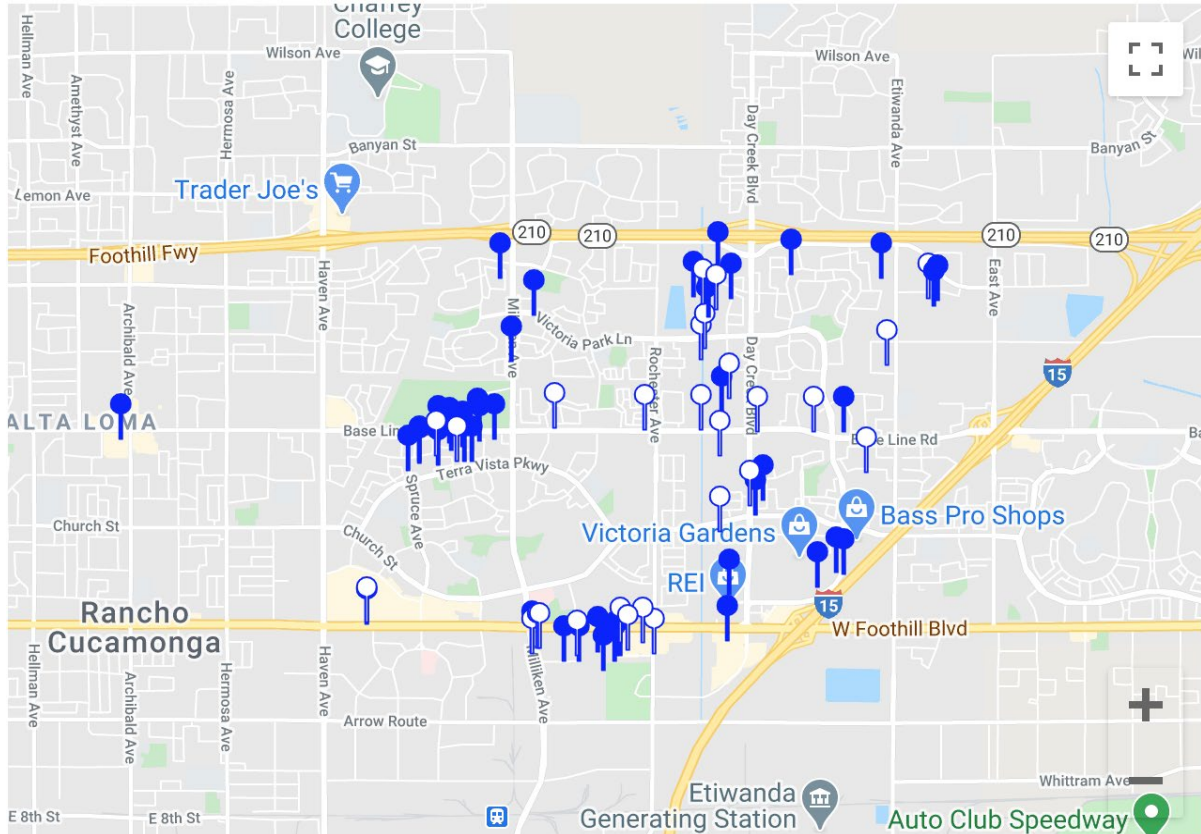 Chaffey
College
Hellman Ave
Amethyst Ave
Hermosa Ave
Wilson Ave
Wilson Ave
Day Creek Blvd
Etiwanda Ave
Banyan St
Banyan St
Lemon Ave
Trader Joe's
210
210
210
210
Foothill Fwy
Haven Ave
Archibald Ave
East Ave
Victoria Park Ln
Rochester Ave
Day Creek Blvd
15
ALTA LOMA
Base Line Rd
Terra Vista Pkwy
Spruce Ave
Church St
Church St
Victoria Gardens
Bass Pro Shops
REI
15
Rancho
Cucamonga
W Foothill Blvd
Hellman Ave
Archibald Ave
Hermosa Ave
Haven Ave
Milliken Ave
Arrow Route
Whittram Ave
Etiwanda
Generating Station
Auto Club Speedway
E 8th St
E 8th St